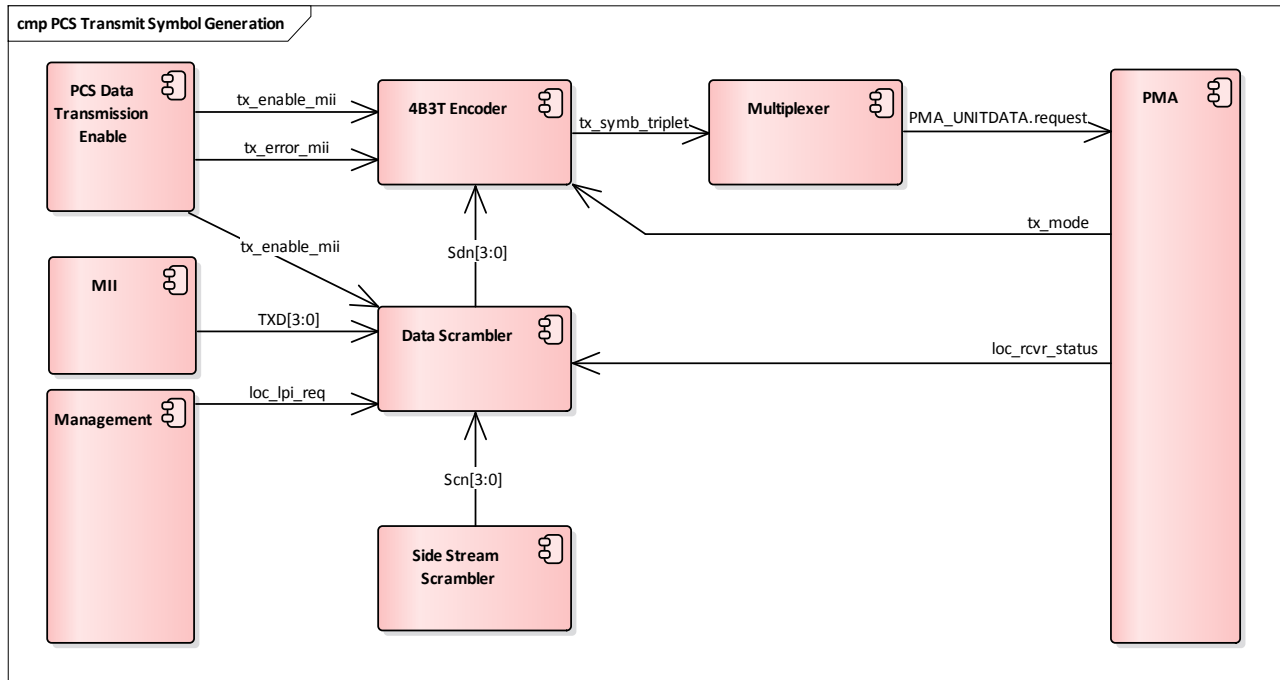 cmp PCS Transmit Symbol Generation
PCS Data
Transmission
Enable
tx_enable_mii
tx_error_mii
4B3T Encoder
tx_symb_triplet
Multiplexer
PMA_UNITDATA.request
PMA
tx_mode
tx_enable_mii
Sdn[3:0]
MII
TXD[3:0]
Data Scrambler
loc_rcvr_status
Management
loc_lpi_req
Scn[3:0]
Side Stream
Scrambler